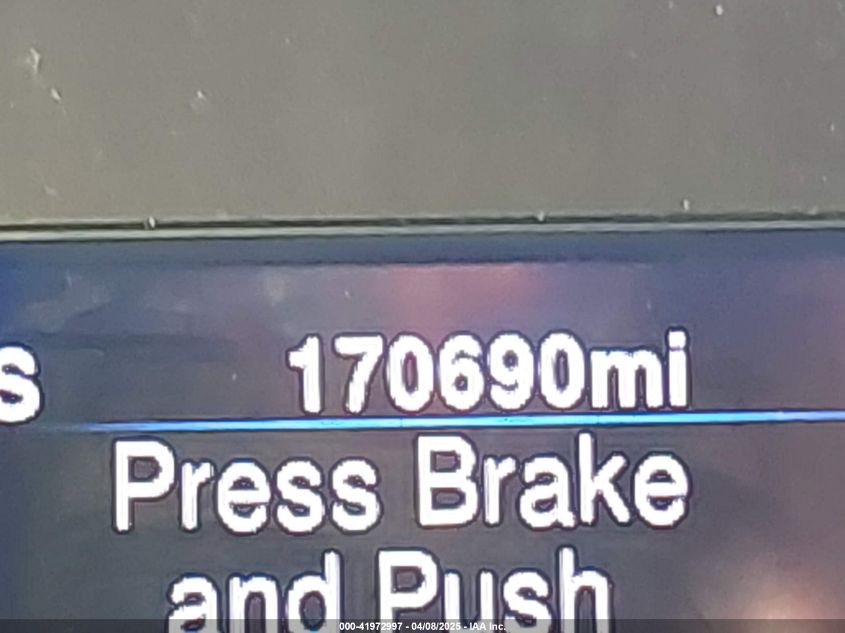 s 170690mi
Press Brake
and Push
000-41972997 - 04/08/2025 - IAA Inc.